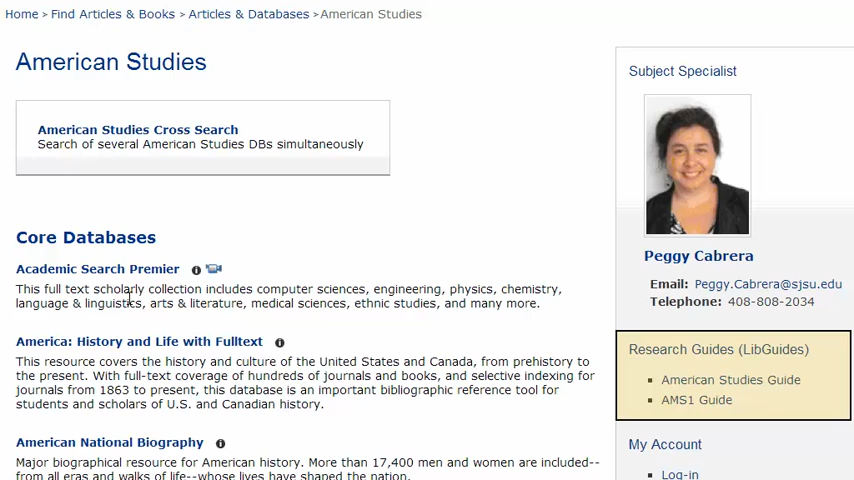 Home > Find Articles & Books > Articles & Databases > American Studies
American Studies
American Studies Cross Search
Search of several American Studies DBs simultaneously
Core Databases
Academic Search Premier
This full text scholarly collection includes computer sciences, engineering, physics, chemistry,
language & linguistics, arts & literature, medical sciences, ethnic studies, and many more.
America: History and Life with Fulltext
This resource covers the history and culture of the United States and Canada, from prehistory to
the present. With full-text coverage of hundreds of journals and books, and selective indexing for
journals from 1863 to present, this database is an important bibliographic reference tool for
students and scholars of U.S. and Canadian history.
American National Biography
Major biographical resource for American history. More than 17,400 men and women are included--
from all eras and walks of life--whose lives have shaped the nation.
Subject Specialist
Peggy Cabrera
Email: Peggy.Cabrera@sjsu.edu
Telephone: 408-808-2034
Research Guides (LibGuides)
American Studies Guide
AMS1 Guide
My Account
Log-in